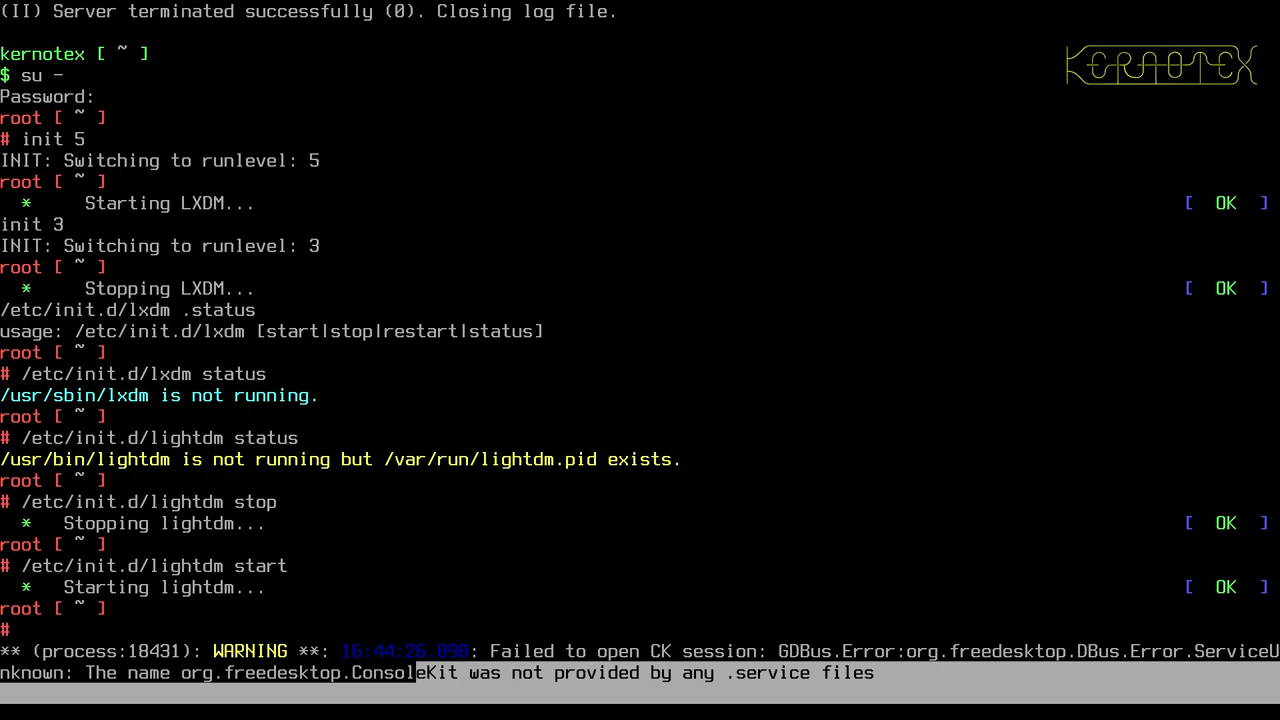 (II) Server terminated successfully (0). Closing log file.
kernotex [ ~ ]
KERNOTEX
$ su -
Password:
root [ ~ ]
# init 5
INIT: Switching to runlevel: 5
root [ ~ ]
  *     Starting LXDM...                                                                [  OK  ]
init 3
INIT: Switching to runlevel: 3
root [ ~ ]
  *     Stopping LXDM...                                                                [  OK  ]
/etc/init.d/lxdm .status
usage: /etc/init.d/lxdm [start|stop|restart|status]
root [ ~ ]
# /etc/init.d/lxdm status
/usr/sbin/lxdm is not running.
root [ ~ ]
# /etc/init.d/lightdm status
/usr/bin/lightdm is not running but /var/run/lightdm.pid exists.
root [ ~ ]
# /etc/init.d/lightdm stop
  *   Stopping lightdm...                                                               [  OK  ]
root [ ~ ]
# /etc/init.d/lightdm start
  *   Starting lightdm...                                                               [  OK  ]
root [ ~ ]
#
** (process:18431): WARNING **: 16:44:26.098: Failed to open CK session: GDBus.Error:org.freedesktop.DBus.Error.ServiceU
nknown: The name org.freedesktop.ConsoleKit was not provided by any .service files